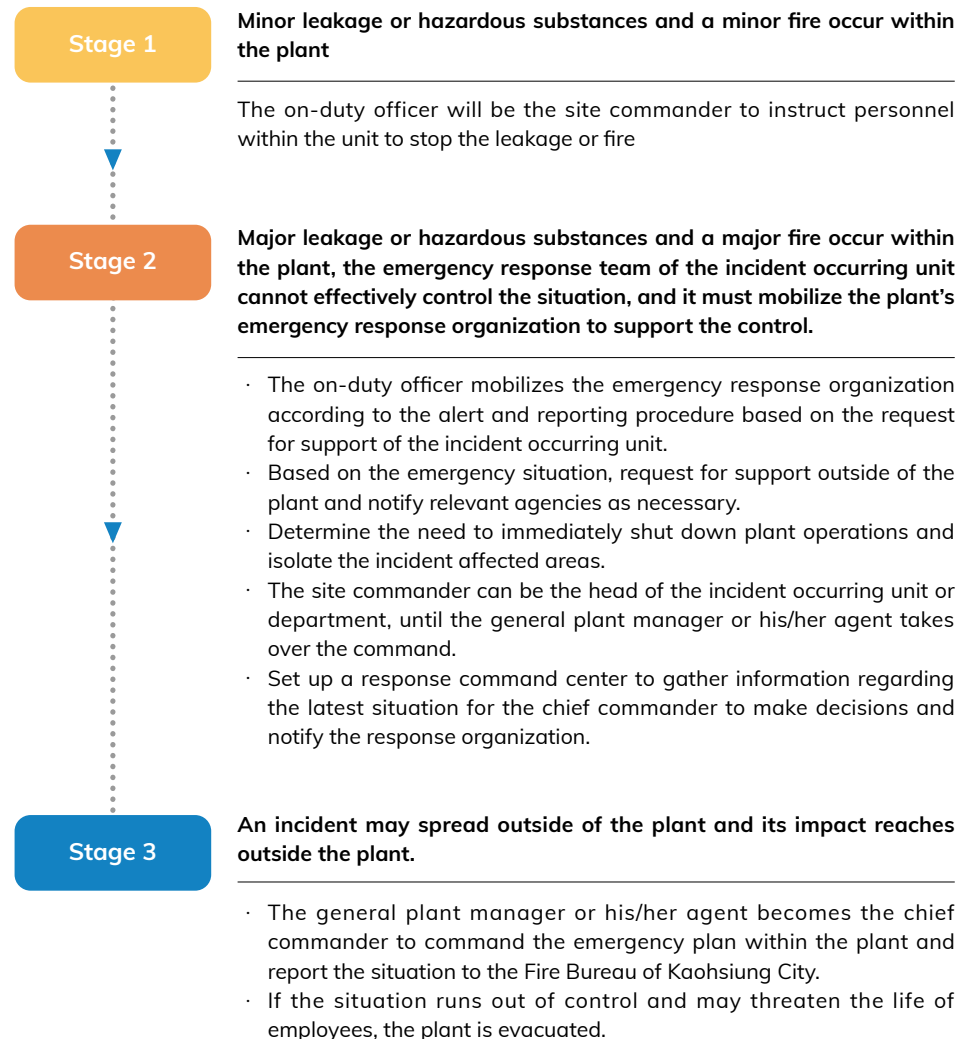 Stage 1
Minor leakage or hazardous substances and a minor fire occur within
the plant
The on-duty officer will be the site commander to instruct personnel
within the unit to stop the leakage or fire
Stage 2
Major leakage or hazardous substances and a major fire occur within
the plant, the emergency response team of the incident occurring unit
cannot effectively control the situation, and it must mobilize the plant’s
emergency response organization to support the control.
· The on-duty officer mobilizes the emergency response organization
according to the alert and reporting procedure based on the request
for support of the incident occurring unit.
· Based on the emergency situation, request for support outside of the
plant and notify relevant agencies as necessary.
· Determine the need to immediately shut down plant operations and
isolate the incident affected areas.
· The site commander can be the head of the incident occurring unit or
department, until the general plant manager or his/her agent takes
over the command.
· Set up a response command center to gather information regarding
the latest situation for the chief commander to make decisions and
notify the response organization.
Stage 3
An incident may spread outside of the plant and its impact reaches
outside the plant.
· The general plant manager or his/her agent becomes the chief
commander to command the emergency plan within the plant and
report the situation to the Fire Bureau of Kaohsiung City.
· If the situation runs out of control and may threaten the life of
employees, the plant is evacuated.